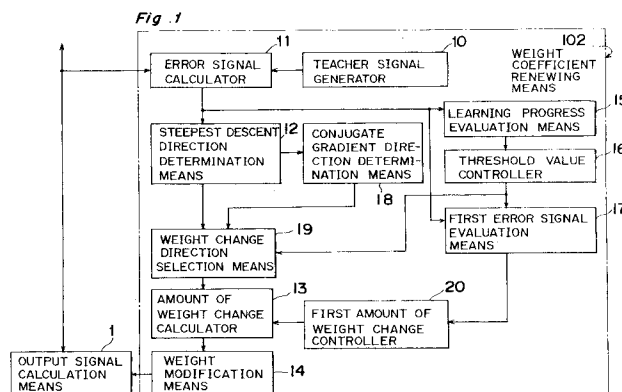 Fig. 1
11
10
102
ERROR SIGNAL
CALCULATOR
TEACHER SIGNAL
GENERATOR
WEIGHT
COEFFICIENT
RENEWING
MEANS
15
LEARNING PROGRESS
EVALUATION MEANS
12
STEEPEST DESCENT
DIRECTION
DETERMINATION
MEANS
CONJUGATE
GRADIENT DIRE-
CTION DETERMI-
NATION MEANS
18
16
THRESHOLD VALUE
CONTROLLER
17
FIRST ERROR SIGNAL
EVALUATION
MEANS
19
WEIGHT CHANGE
DIRECTION
SELECTION MEANS
13
AMOUNT OF
WEIGHT CHANGE
CALCULATOR
20
FIRST AMOUNT OF
WEIGHT CHANGE
CONTROLLER
1
OUTPUT SIGNAL
CALCULATION
MEANS
WEIGHT
MODIFICATION
MEANS
14